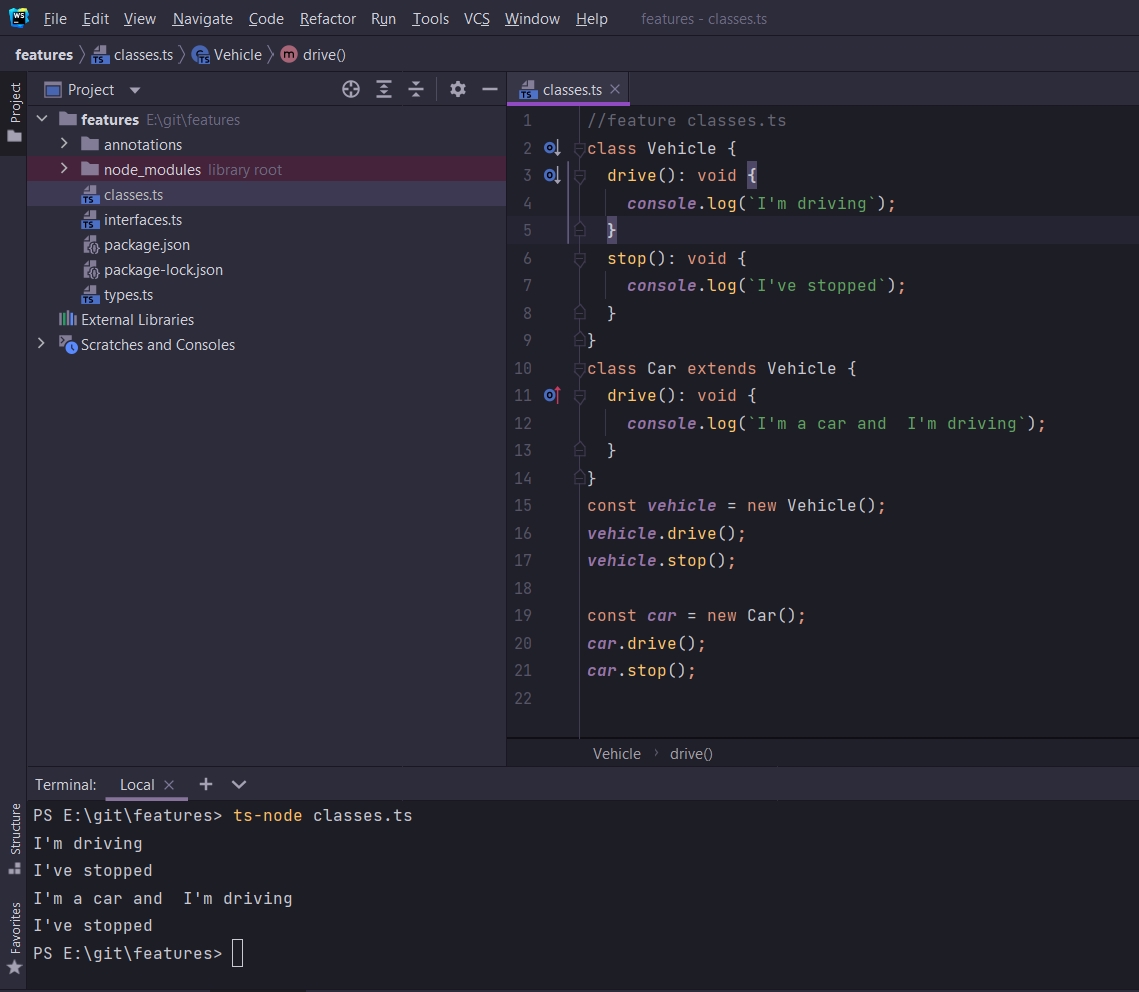 WS File Edit View Navigate Code Refactor Run Tools VCS Window Help features - classes.ts
features classes.ts Vehicle m drive()
Project
Project
classes.ts
features E:\git\features
annotations
node_modules library root
classes.ts
interfaces.ts
package.json
package-lock.json
types.ts
External Libraries
Scratches and Consoles
1 //feature classes.ts
2 class Vehicle {
3 drive(): void {
4 console.log(`I'm driving`);
5 }
6 stop(): void {
7 console.log(`I've stopped`);
8 }
9 }
10 class Car extends Vehicle {
11 drive(): void {
12 console.log(`I'm a car and  I'm driving`);
13 }
14 }
15 const vehicle = new Vehicle();
16 vehicle.drive();
17 vehicle.stop();
18
19 const car = new Car();
20 car.drive();
21 car.stop();
22
Vehicle › drive()
Terminal: Local
PS E:\git\features> ts-node classes.ts
I'm driving
I've stopped
I'm a car and  I'm driving
I've stopped
PS E:\git\features>
Structure
Favorites